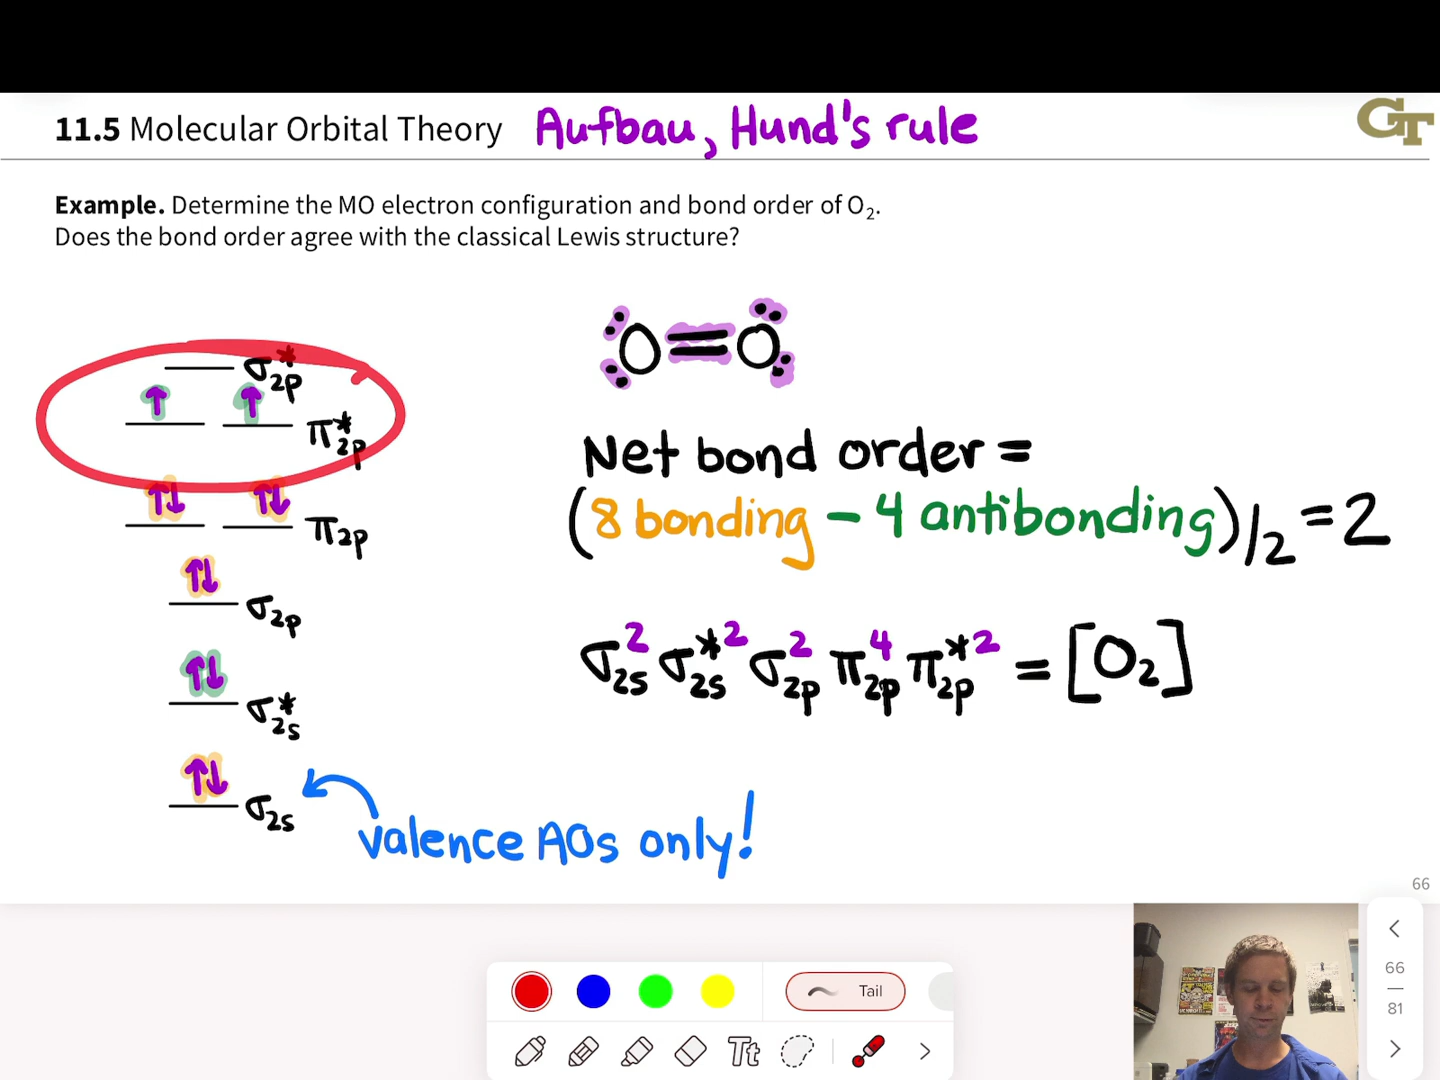 11.5 Molecular Orbital Theory Aufbau, Hund's rule
GT
Example. Determine the MO electron configuration and bond order of O₂.
Does the bond order agree with the classical Lewis structure?
O=O
σ*2p
π*2p
π2p
σ2p
σ*2s
σ2s
Net bond order =
(8 bonding - 4 antibonding)/2 = 2
σ2s² σ*2s² σ2p² π2p⁴ π*2p² = [O₂]
valence AOs only!
66
66
81
Tail
Tt